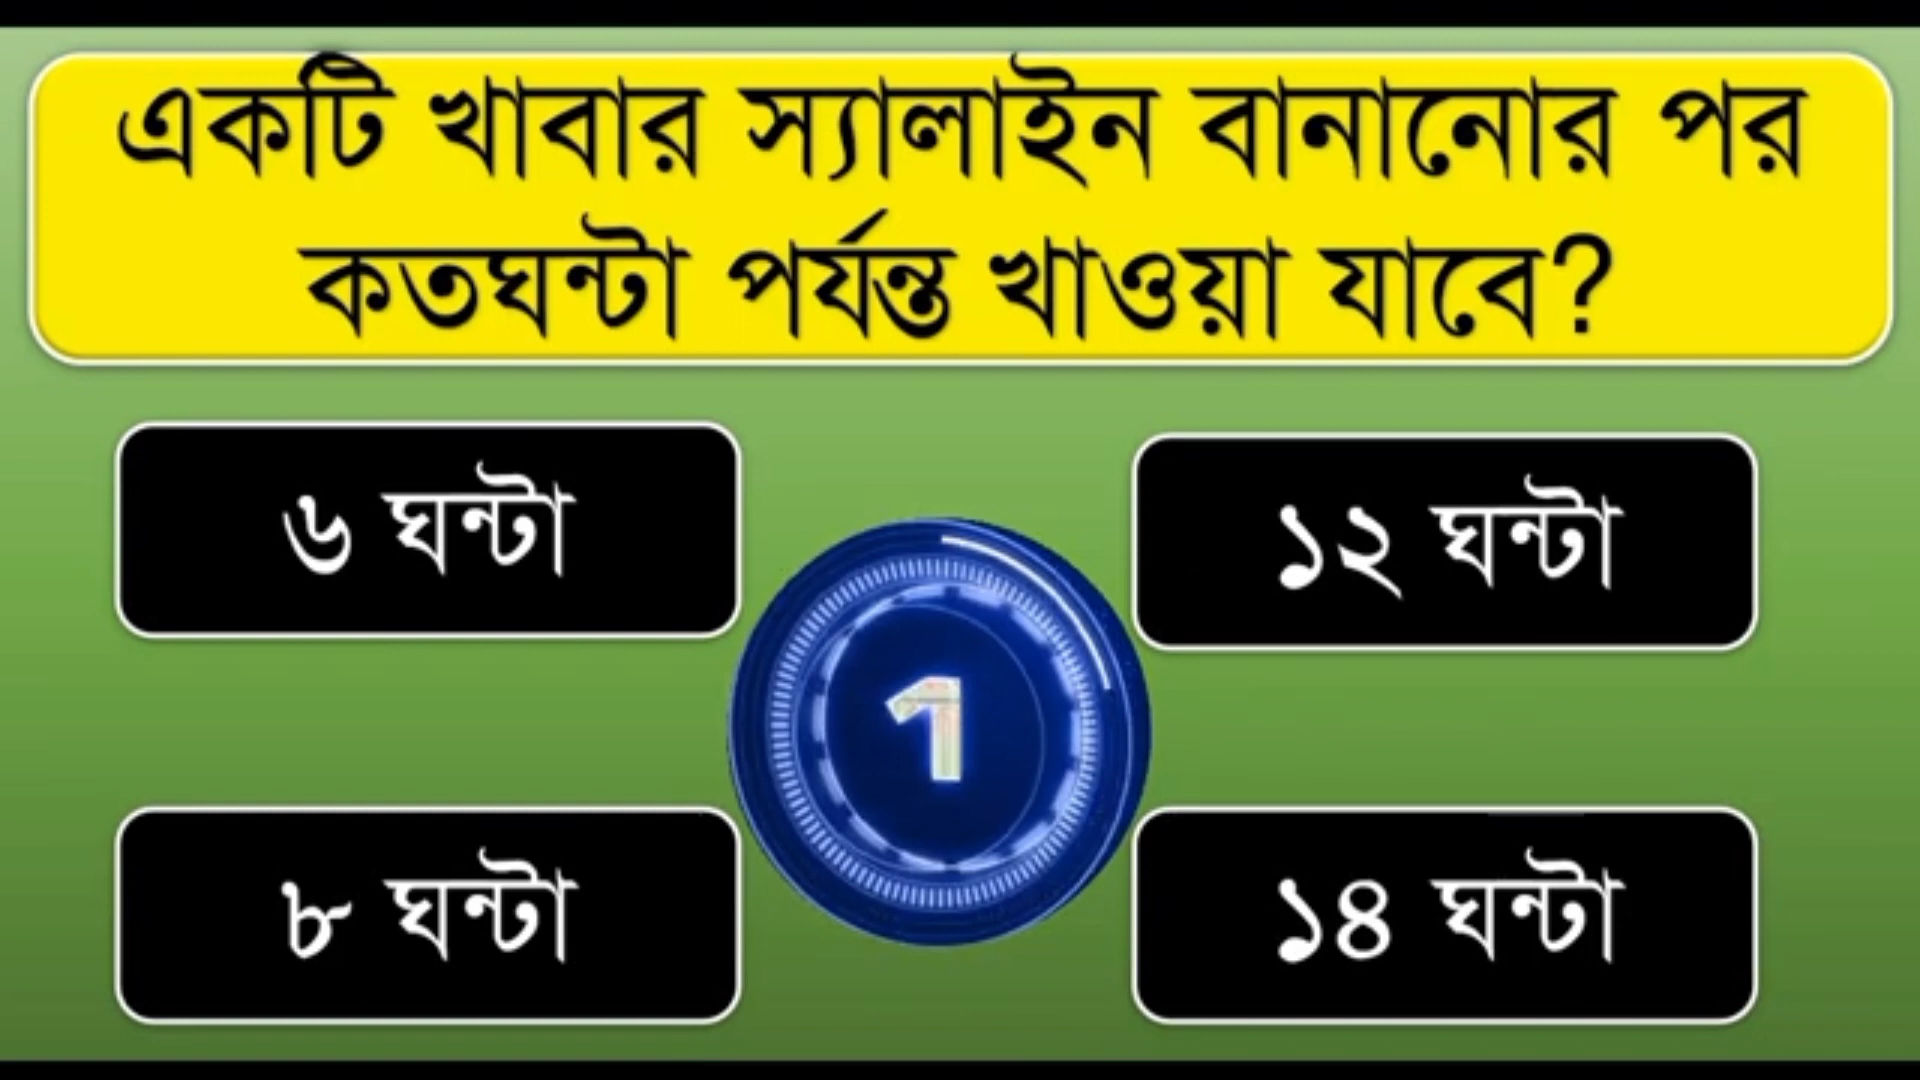 একটি খাবার স্যালাইন বানানোর পর
কতঘন্টা পর্যন্ত খাওয়া যাবে?
৬ ঘন্টা
১২ ঘন্টা
1
৮ ঘন্টা
১৪ ঘন্টা